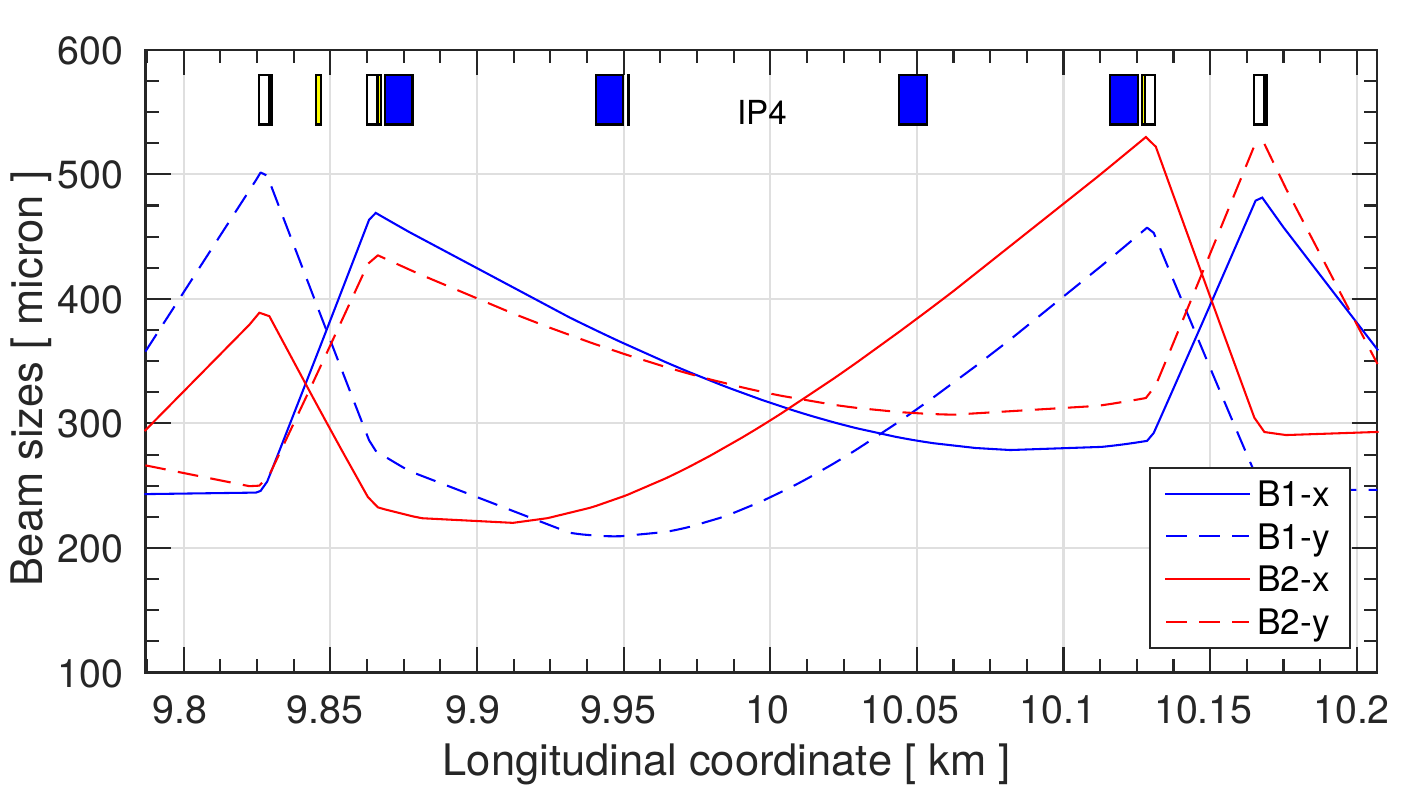 600
500
400
300
200
100
Beam sizes [ micron ]
IP4
B1-x
B1-y
B2-x
B2-y
9.8 9.85 9.9 9.95 10 10.05 10.1 10.15 10.2
Longitudinal coordinate [ km ]